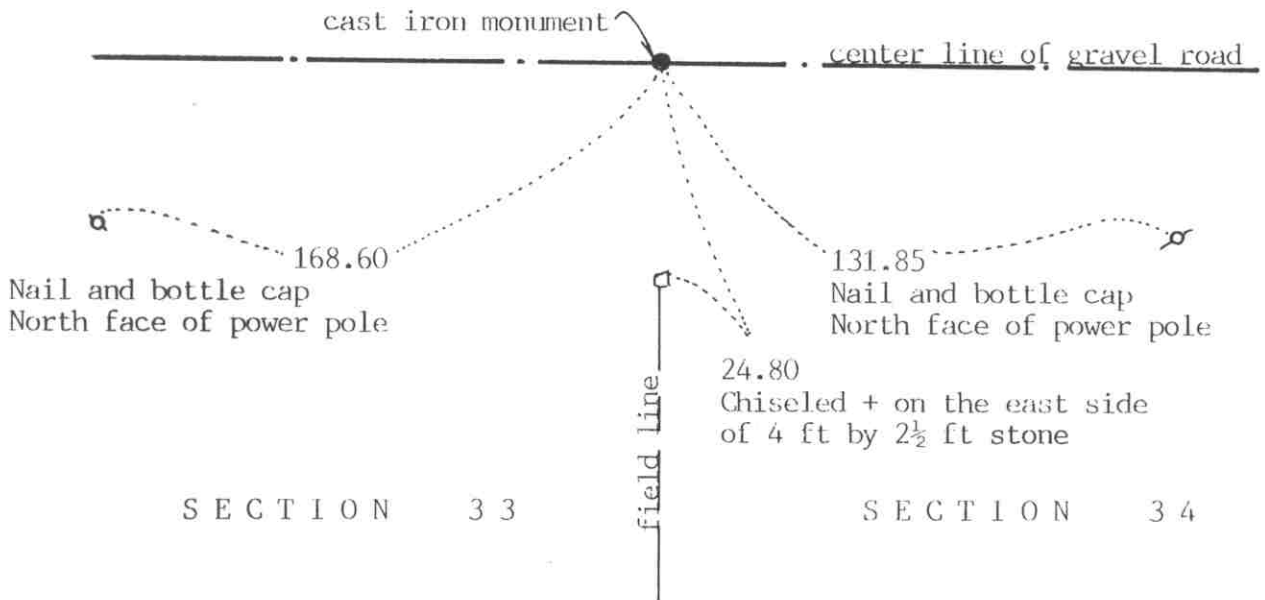 cast iron monument
center line of gravel road
168.60
Nail and bottle cap
North face of power pole
131.85
Nail and bottle cap
North face of power pole
24.80
Chiseled + on the east side
of 4 ft by 2½ ft stone
field line
SECTION 33
SECTION 34